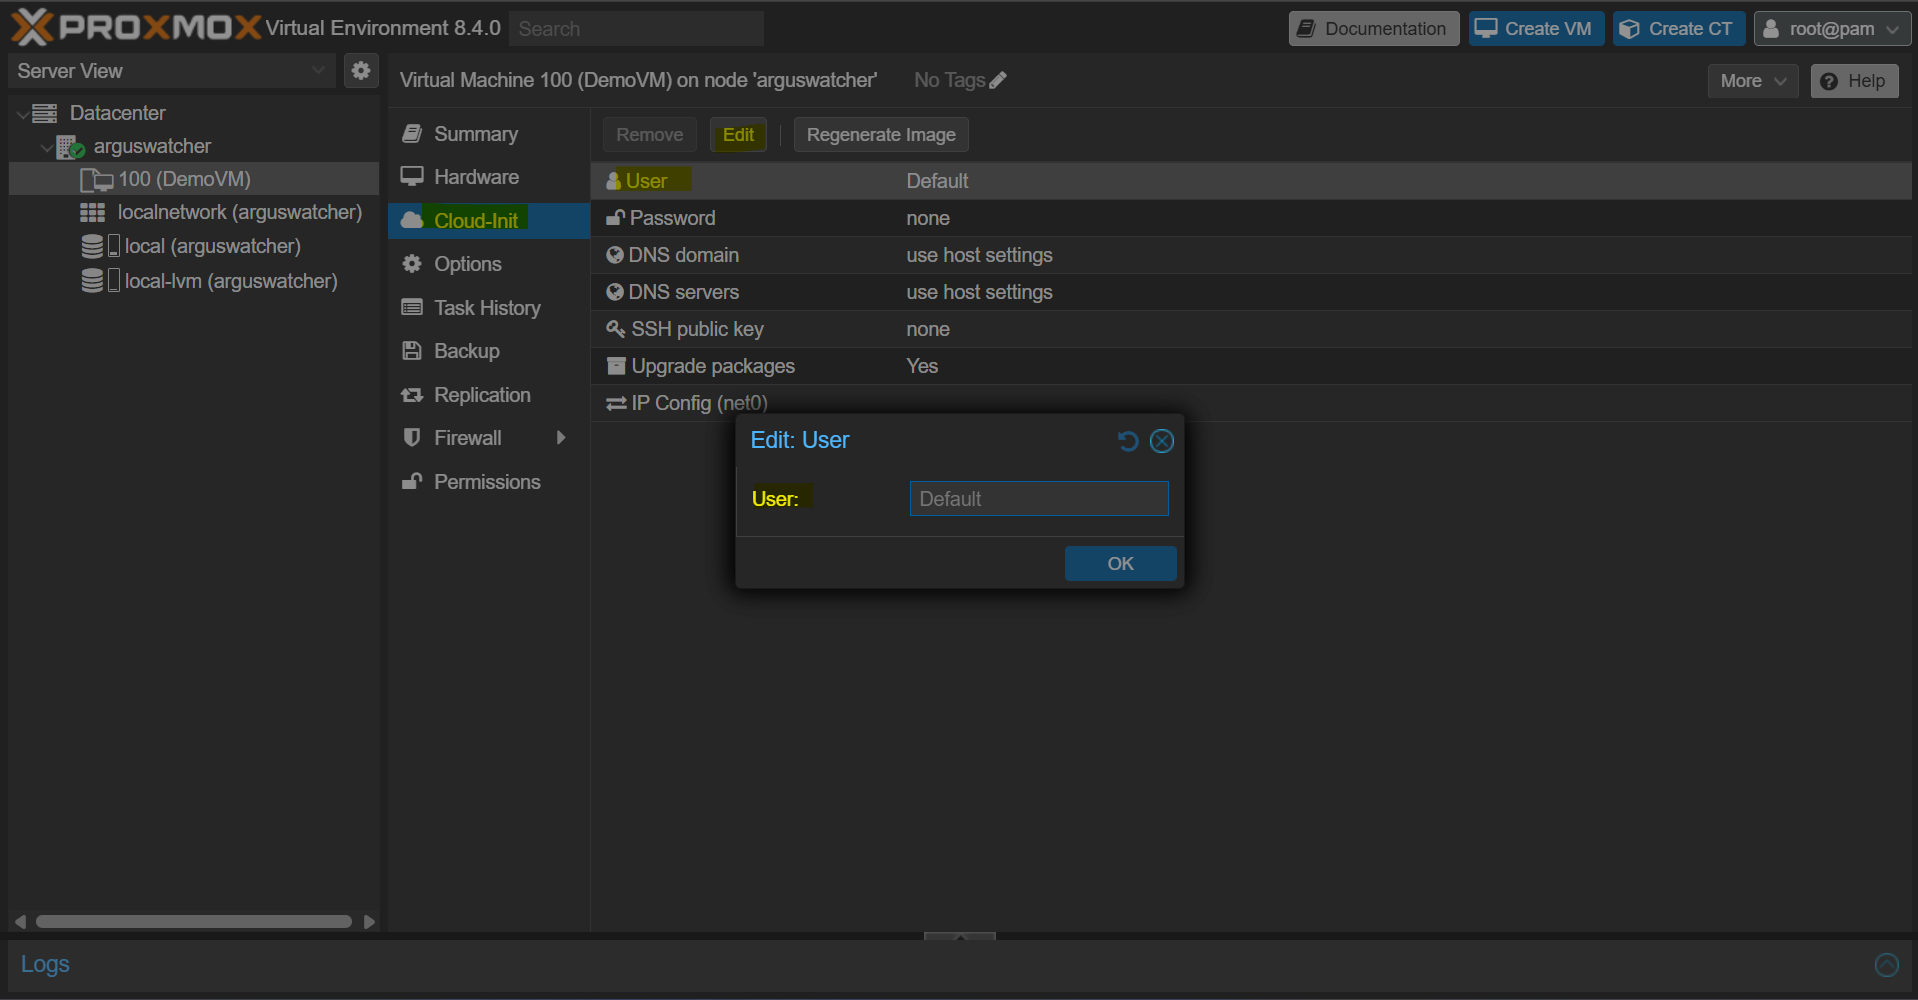 PROXMOX Virtual Environment 8.4.0 Search Documentation Create VM Create CT root@pam
Server View
Datacenter
arguswatcher
100 (DemoVM)
localnetwork (arguswatcher)
local (arguswatcher)
local-lvm (arguswatcher)
Virtual Machine 100 (DemoVM) on node 'arguswatcher' No Tags More Help
Summary
Hardware
Cloud-Init
Options
Task History
Backup
Replication
Firewall
Permissions
Remove Edit Regenerate Image
User Default
Password none
DNS domain use host settings
DNS servers use host settings
SSH public key none
Upgrade packages Yes
IP Config (net0)
Edit: User
User: Default
OK
Logs